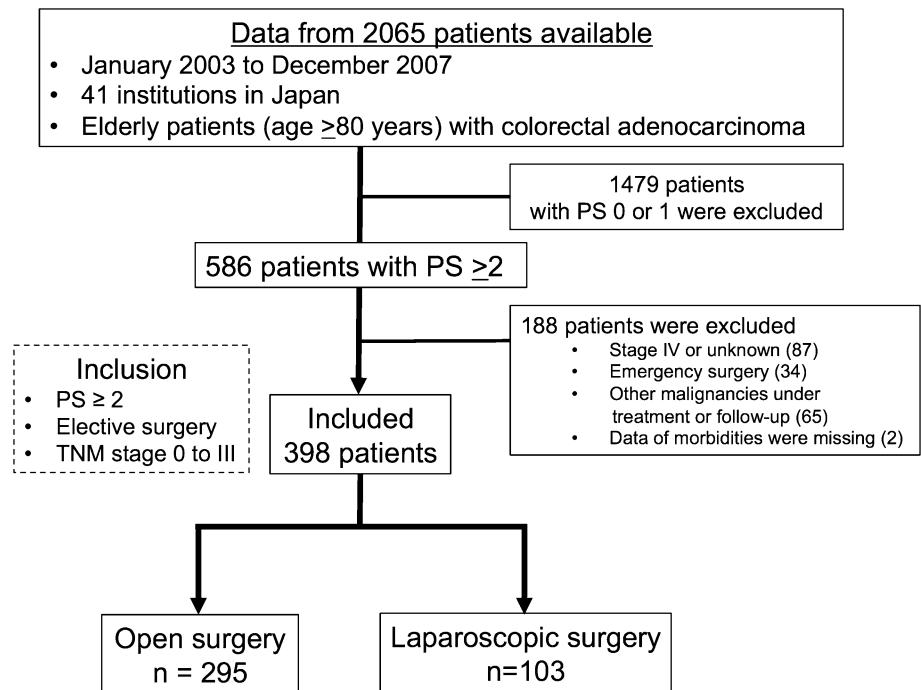 Data from 2065 patients available
• January 2003 to December 2007
• 41 institutions in Japan
• Elderly patients (age ≥80 years) with colorectal adenocarcinoma
1479 patients
with PS 0 or 1 were excluded
586 patients with PS ≥2
188 patients were excluded
• Stage IV or unknown (87)
• Emergency surgery (34)
• Other malignancies under
treatment or follow-up (65)
• Data of morbidities were missing (2)
Inclusion
• PS ≥ 2
• Elective surgery
• TNM stage 0 to III
Included
398 patients
Open surgery
n = 295
Laparoscopic surgery
n=103